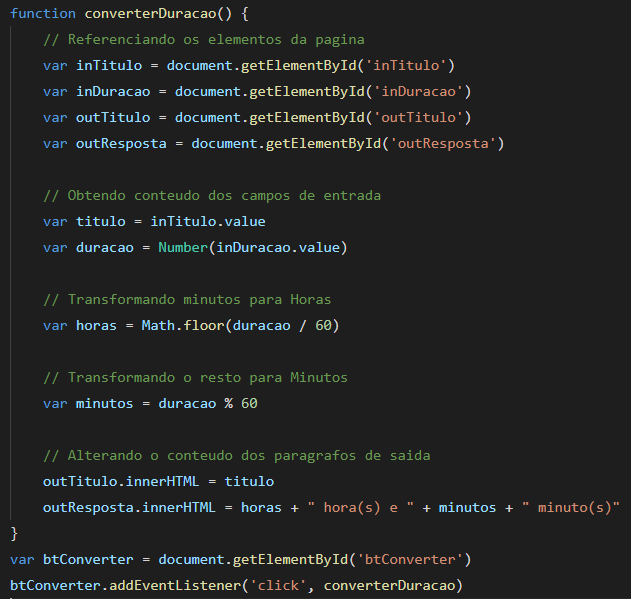 function converterDuracao() {
    // Referenciando os elementos da pagina
    var inTitulo = document.getElementById('inTitulo')
    var inDuracao = document.getElementById('inDuracao')
    var outTitulo = document.getElementById('outTitulo')
    var outResposta = document.getElementById('outResposta')

    // Obtendo conteudo dos campos de entrada
    var titulo = inTitulo.value
    var duracao = Number(inDuracao.value)

    // Transformando minutos para Horas
    var horas = Math.floor(duracao / 60)

    // Transformando o resto para Minutos
    var minutos = duracao % 60

    // Alterando o conteudo dos paragrafos de saida
    outTitulo.innerHTML = titulo
    outResposta.innerHTML = horas + " hora(s) e " + minutos + " minuto(s)"
}
var btConverter = document.getElementById('btConverter')
btConverter.addEventListener('click', converterDuracao)